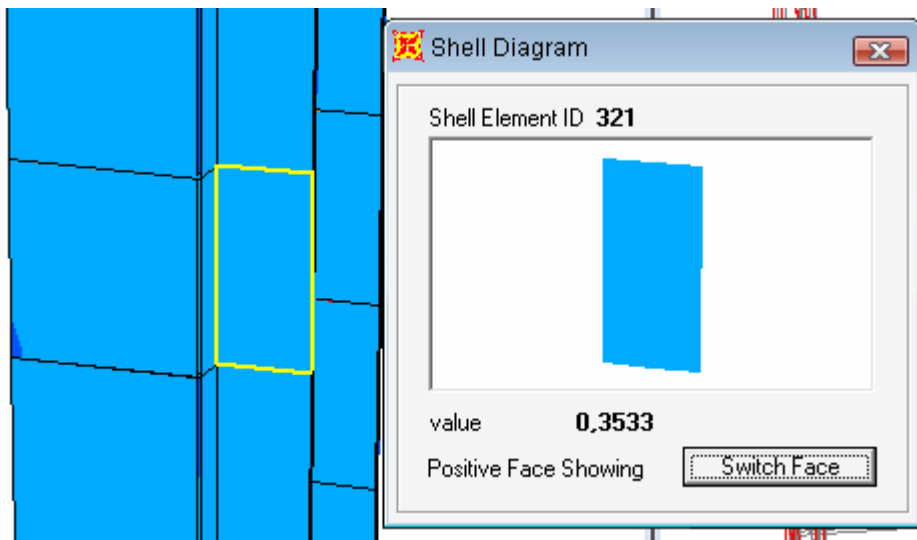 Shell Diagram
Shell Element ID 321
value 0,3533
Positive Face Showing Switch Face